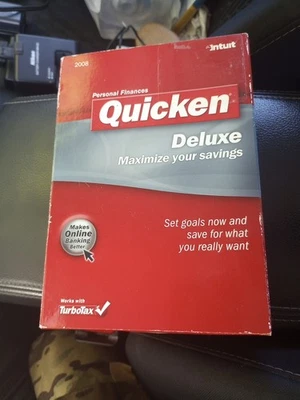 2008
intuit
Personal Finances
Quicken
Deluxe
Maximize your savings
Set goals now and
save for what
you really want
Makes
Online
Banking
Better
Works with
TurboTax